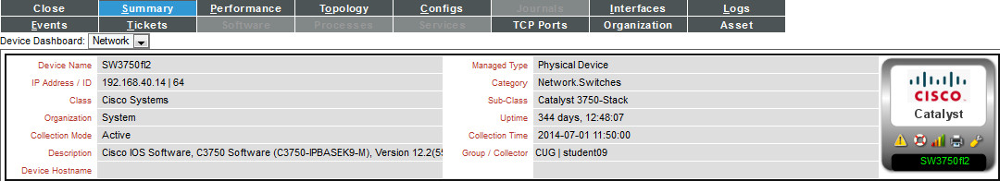 Close Summary Performance Topology Configs Journals Interfaces Logs
Events Tickets Software Processes Services TCP Ports Organization Asset
Device Dashboard: Network
Device Name SW3750fl2 Managed Type Physical Device
IP Address / ID 192.168.40.14 | 64 Category Network.Switches
Class Cisco Systems Sub-Class Catalyst 3750-Stack
Organization System Uptime 344 days, 12:48:07
Collection Mode Active Collection Time 2014-07-01 11:50:00
Description Cisco IOS Software, C3750 Software (C3750-IPBASEK9-M), Version 12.2(55 Group / Collector CUG | student09
Device Hostname
CISCO
Catalyst
SW3750fl2